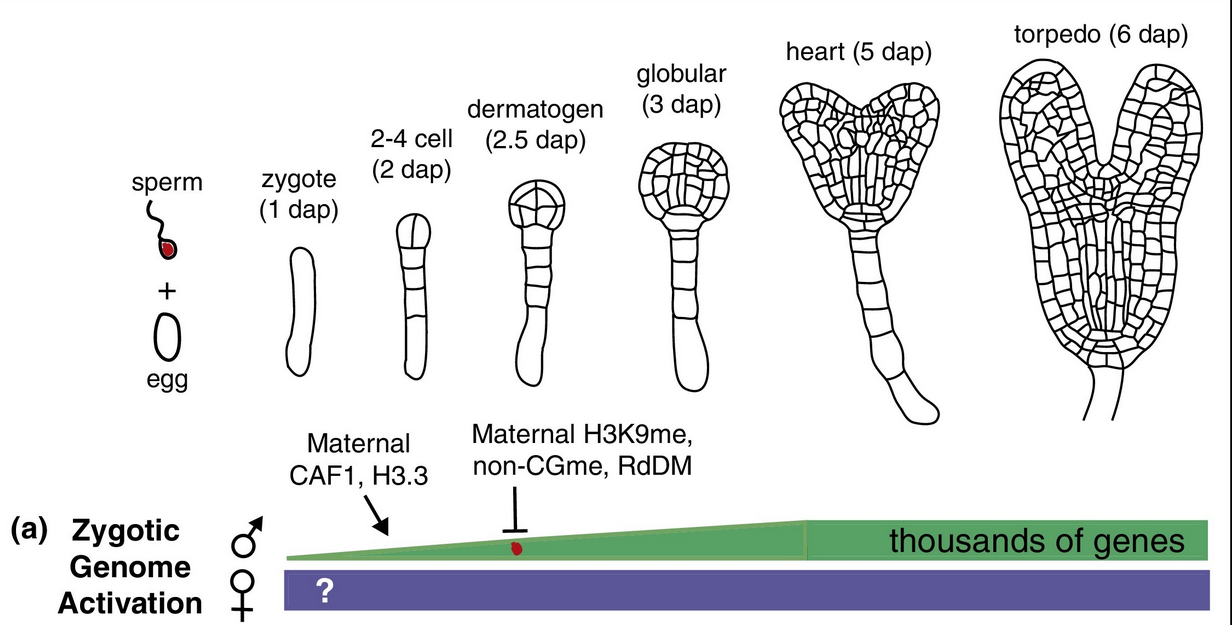 torpedo (6 dap)
heart (5 dap)
globular
(3 dap)
dermatogen
(2.5 dap)
2-4 cell
(2 dap)
zygote
(1 dap)
sperm
+
egg
Maternal
CAF1, H3.3
Maternal H3K9me,
non-CGme, RdDM
(a) Zygotic
Genome
Activation
♂
♀
thousands of genes
?